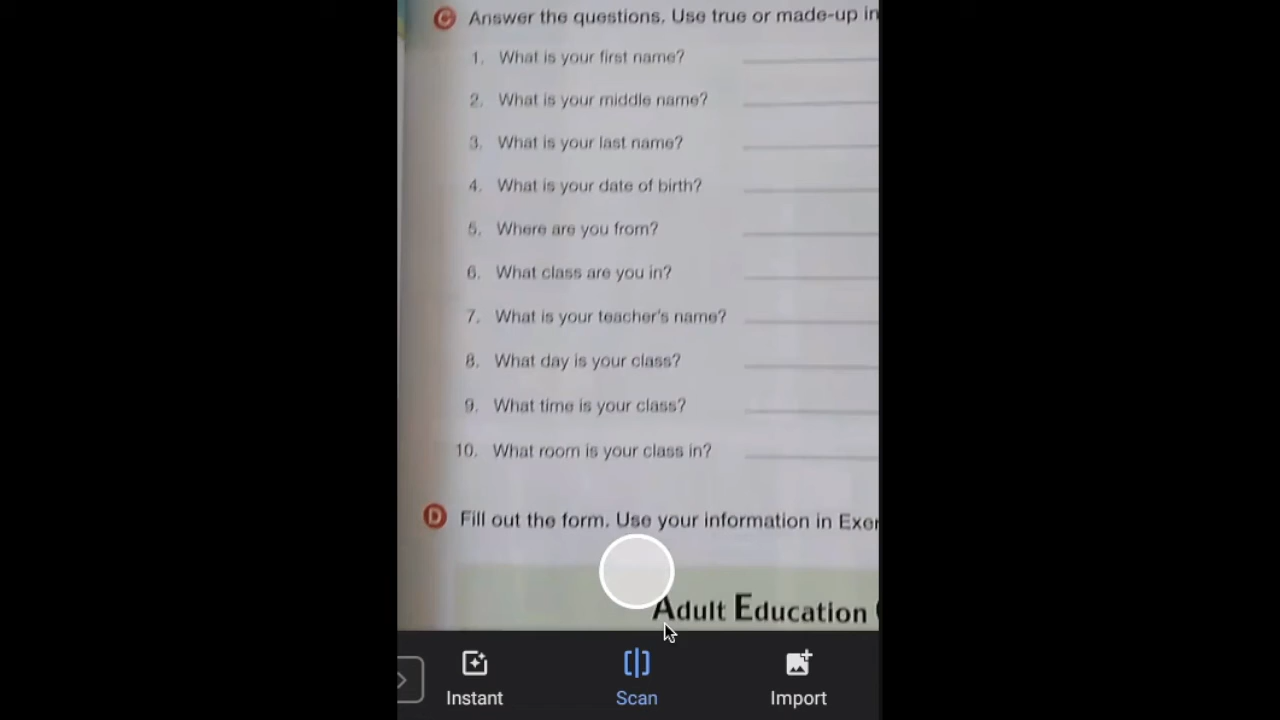 C Answer the questions. Use true or made-up in
1. What is your first name?
2. What is your middle name?
3. What is your last name?
4. What is your date of birth?
5. Where are you from?
6. What class are you in?
7. What is your teacher's name?
8. What day is your class?
9. What time is your class?
10. What room is your class in?
D Fill out the form. Use your information in Exer
Adult Education
Instant Scan Import